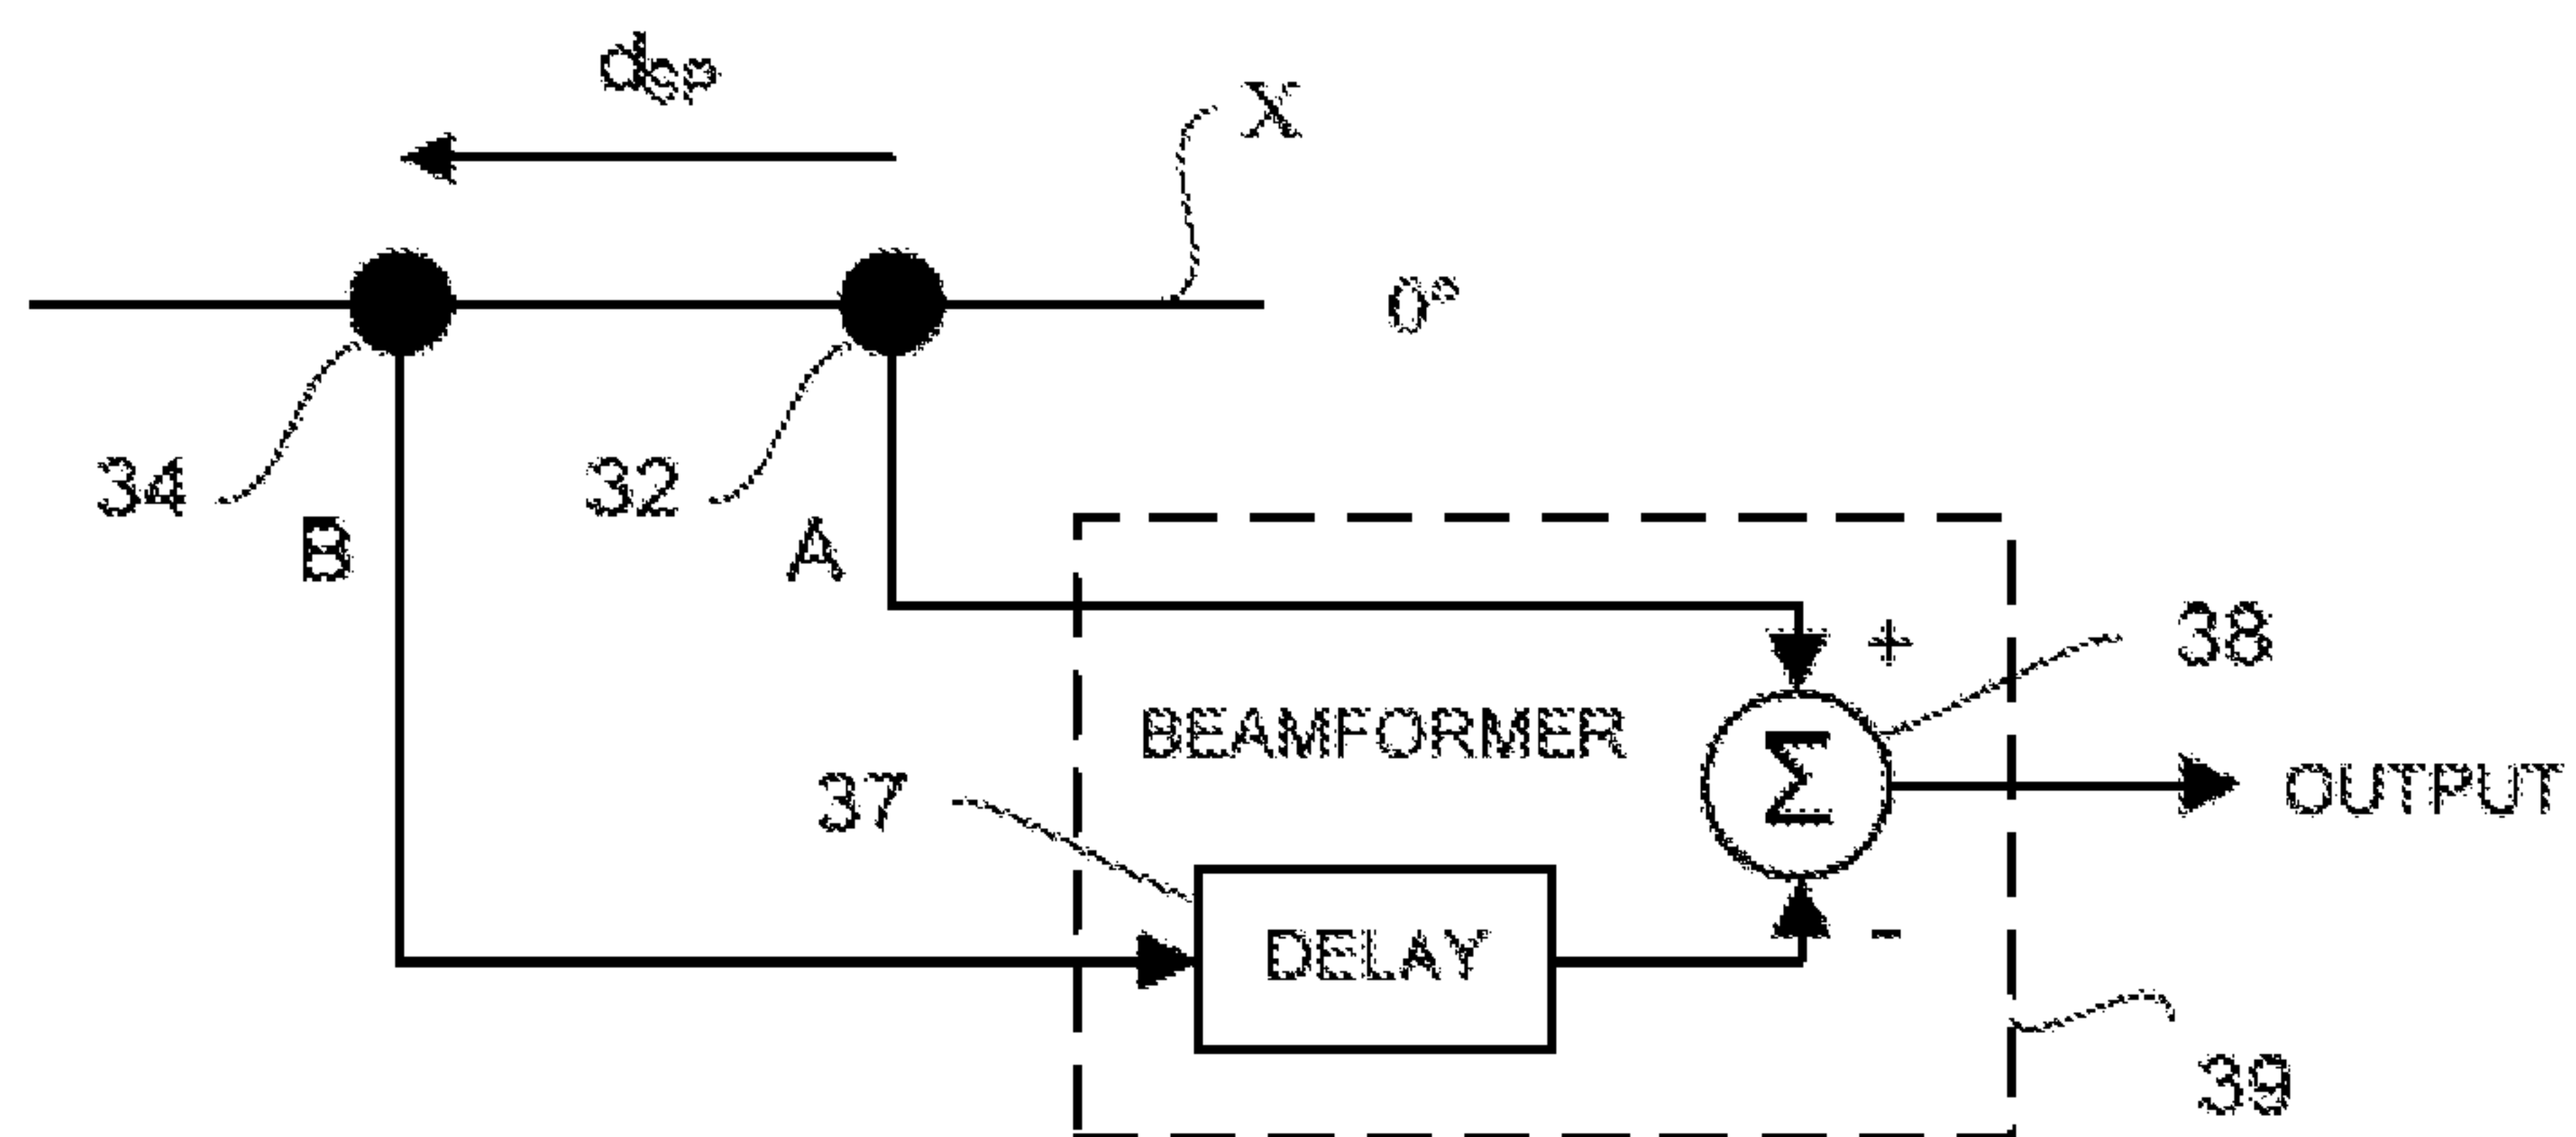 dsp
X
0°
34
32
B
A
+
38
BEAMFORMER
Σ
37
OUTPUT
DELAY
-
39